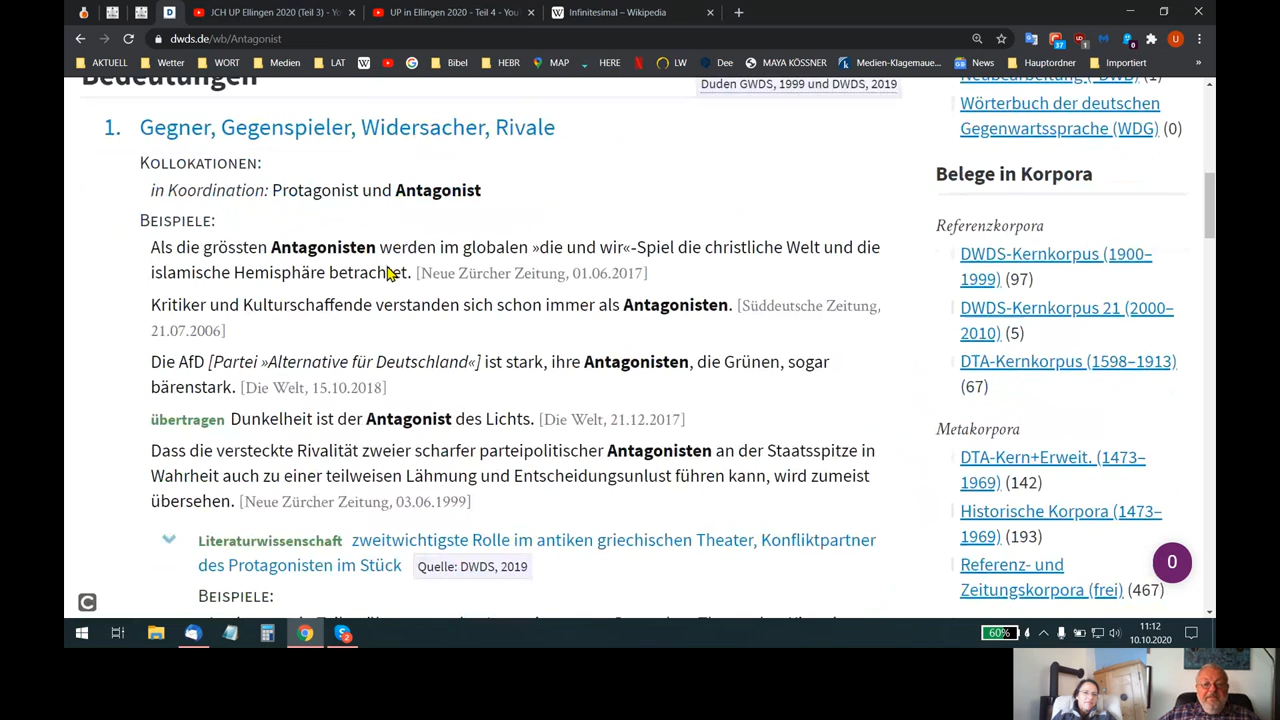 JCH UP Ellingen 2020 (Teil 3) - Yo
UP in Ellingen 2020 - Teil 4 - You
Infinitesimal – Wikipedia
dwds.de/wb/Antagonist
AKTUELL Wetter WORT Medien LAT Bibel HEBR MAP HERE LW Dee MAYA KÖSSNER Medien-Klagemaue... News Hauptordner Importiert »
Bedeutungen
Duden GWDS, 1999 und DWDS, 2019
1. Gegner, Gegenspieler, Widersacher, Rivale
KOLLOKATIONEN:
in Koordination: Protagonist und Antagonist
BEISPIELE:
Als die grössten Antagonisten werden im globalen »die und wir«-Spiel die christliche Welt und die
islamische Hemisphäre betrachtet. [Neue Zürcher Zeitung, 01.06.2017]
Kritiker und Kulturschaffende verstanden sich schon immer als Antagonisten. [Süddeutsche Zeitung,
21.07.2006]
Die AfD [Partei »Alternative für Deutschland«] ist stark, ihre Antagonisten, die Grünen, sogar
bärenstark. [Die Welt, 15.10.2018]
übertragen Dunkelheit ist der Antagonist des Lichts. [Die Welt, 21.12.2017]
Dass die versteckte Rivalität zweier scharfer parteipolitischer Antagonisten an der Staatsspitze in
Wahrheit auch zu einer teilweisen Lähmung und Entscheidungsunlust führen kann, wird zumeist
übersehen. [Neue Zürcher Zeitung, 03.06.1999]
Literaturwissenschaft zweitwichtigste Rolle im antiken griechischen Theater, Konfliktpartner
des Protagonisten im Stück Quelle: DWDS, 2019
BEISPIELE:
Neubearbeitung (¹DWB) (1)
Wörterbuch der deutschen
Gegenwartssprache (WDG) (0)
Belege in Korpora
Referenzkorpora
DWDS-Kernkorpus (1900–
1999) (97)
DWDS-Kernkorpus 21 (2000–
2010) (5)
DTA-Kernkorpus (1598–1913)
(67)
Metakorpora
DTA-Kern+Erweit. (1473–
1969) (142)
Historische Korpora (1473–
1969) (193)
Referenz- und
Zeitungskorpora (frei) (467)
0
60%
11:12
10.10.2020